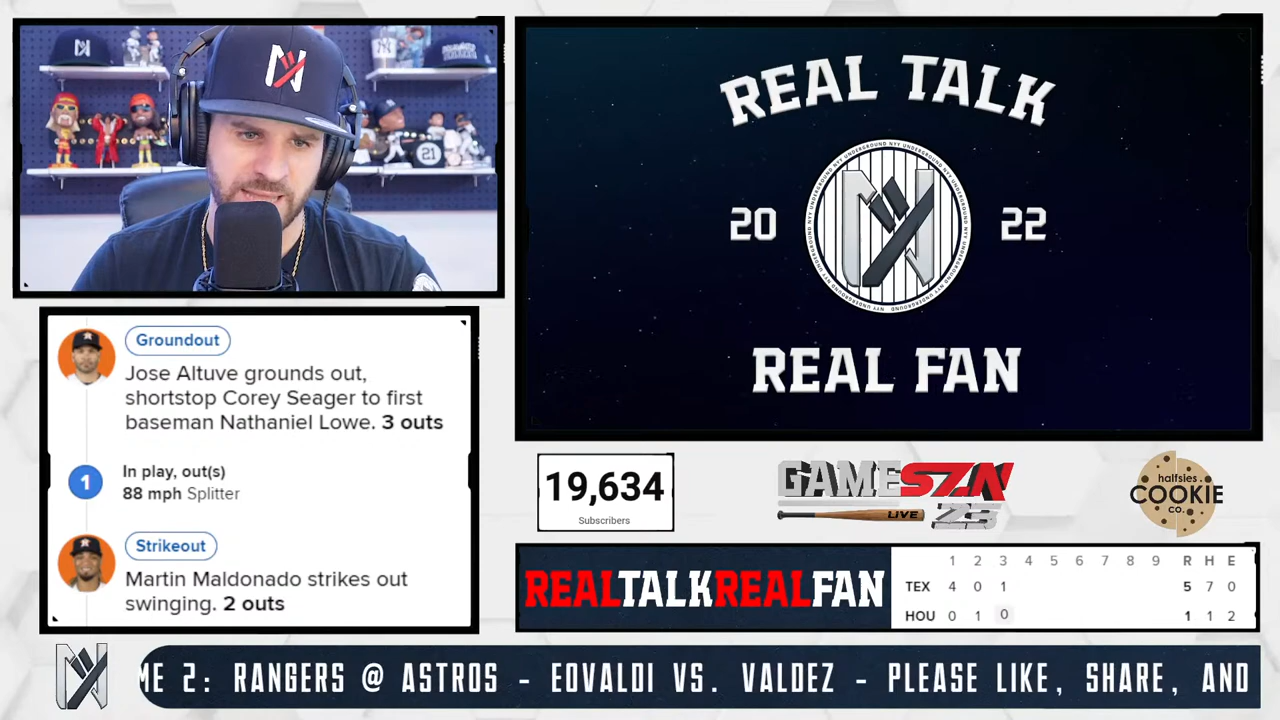 REAL TALK
20
22
NYY UNDERGROUND
REAL FAN
21
Groundout
Jose Altuve grounds out,
shortstop Corey Seager to first
baseman Nathaniel Lowe. 3 outs
1
In play, out(s)
88 mph Splitter
Strikeout
Martin Maldonado strikes out
swinging. 2 outs
19,634
Subscribers
GAMESZN
LIVE 23
halfsies
COOKIE
co.
REALTALKREALFAN
1 2 3 4 5 6 7 8 9 R H E
TEX 4 0 1 5 7 0
HOU 0 1 0 1 1 2
ME 2: RANGERS @ ASTROS - EOVALDI VS. VALDEZ - PLEASE LIKE, SHARE, AND